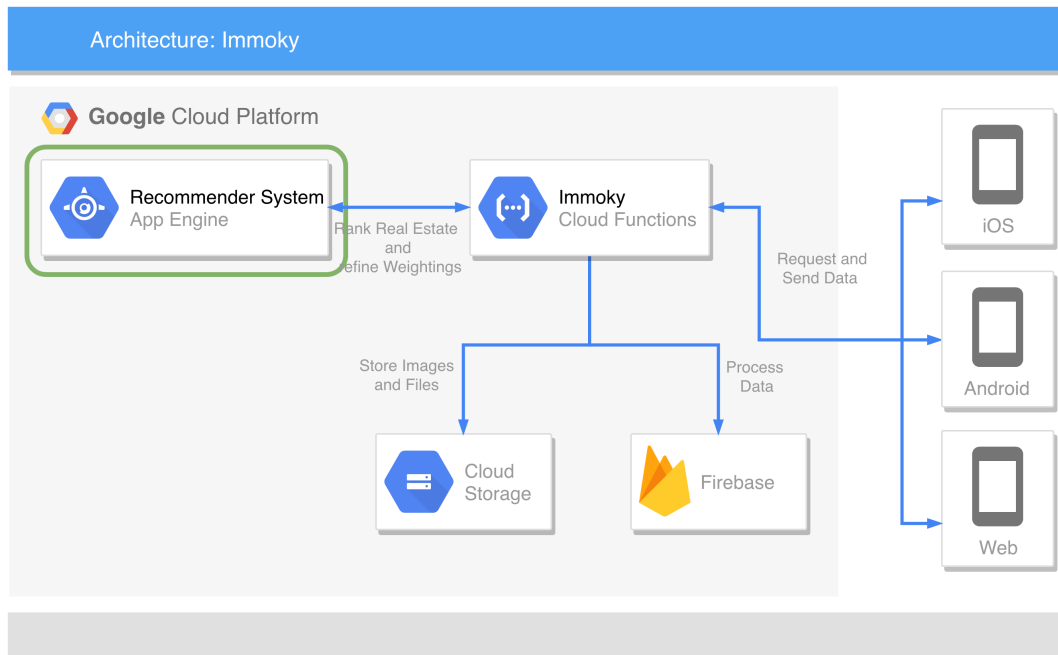 Architecture: Immoky
Google Cloud Platform
Recommender System
App Engine
Immoky
Cloud Functions
Rank Real Estate
and
refine Weightings
Request and
Send Data
iOS
Store Images
and Files
Process
Data
Android
Cloud
Storage
Firebase
Web